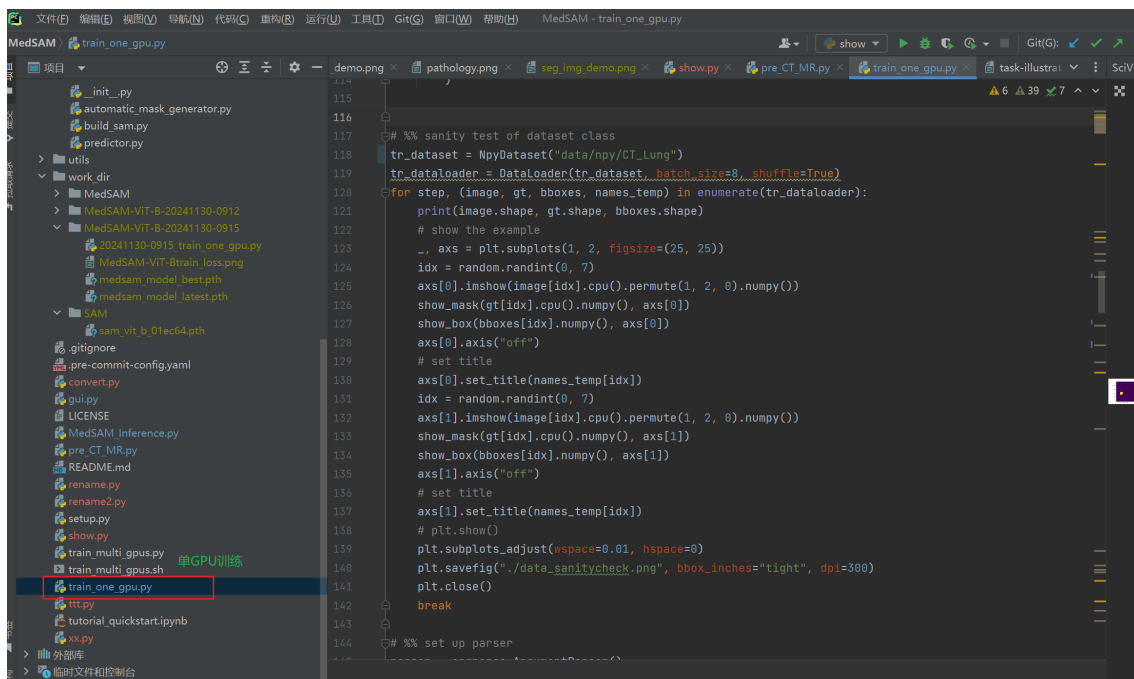 文件(F) 编辑(E) 视图(V) 导航(N) 代码(C) 重构(R) 运行(U) 工具(T) Git(G) 窗口(W) 帮助(H) MedSAM - train_one_gpu.py
MedSAM train_one_gpu.py show Git(G):
项目 demo.png pathology.png seg_img_demo.png show.py pre_CT_MR.py train_one_gpu.py task-illustrat SciV
6 39 7
__init__.py
automatic_mask_generator.py
build_sam.py
predictor.py
utils
work_dir
MedSAM
MedSAM-ViT-B-20241130-0912
MedSAM-ViT-B-20241130-0915
20241130-0915_train_one_gpu.py
MedSAM-ViT-Btrain_loss.png
medsam_model_best.pth
medsam_model_latest.pth
SAM
sam_vit_b_01ec64.pth
.gitignore
.pre-commit-config.yaml
convert.py
gui.py
LICENSE
MedSAM_Inference.py
pre_CT_MR.py
README.md
rename.py
rename2.py
setup.py
show.py
train_multi_gpus.py
train_multi_gpus.sh
单GPU训练
train_one_gpu.py
ttt.py
tutorial_quickstart.ipynb
xx.py
外部库
临时文件和控制台
114 }
115
116
117 # %% sanity test of dataset class
118 tr_dataset = NpyDataset("data/npy/CT_Lung")
119 tr_dataloader = DataLoader(tr_dataset, batch_size=8, shuffle=True)
120 for step, (image, gt, bboxes, names_temp) in enumerate(tr_dataloader):
121 print(image.shape, gt.shape, bboxes.shape)
122 # show the example
123 _, axs = plt.subplots(1, 2, figsize=(25, 25))
124 idx = random.randint(0, 7)
125 axs[0].imshow(image[idx].cpu().permute(1, 2, 0).numpy())
126 show_mask(gt[idx].cpu().numpy(), axs[0])
127 show_box(bboxes[idx].numpy(), axs[0])
128 axs[0].axis("off")
129 # set title
130 axs[0].set_title(names_temp[idx])
131 idx = random.randint(0, 7)
132 axs[1].imshow(image[idx].cpu().permute(1, 2, 0).numpy())
133 show_mask(gt[idx].cpu().numpy(), axs[1])
134 show_box(bboxes[idx].numpy(), axs[1])
135 axs[1].axis("off")
136 # set title
137 axs[1].set_title(names_temp[idx])
138 # plt.show()
139 plt.subplots_adjust(wspace=0.01, hspace=0)
140 plt.savefig("./data_sanitycheck.png", bbox_inches="tight", dpi=300)
141 plt.close()
142 break
143
144 # %% set up parser